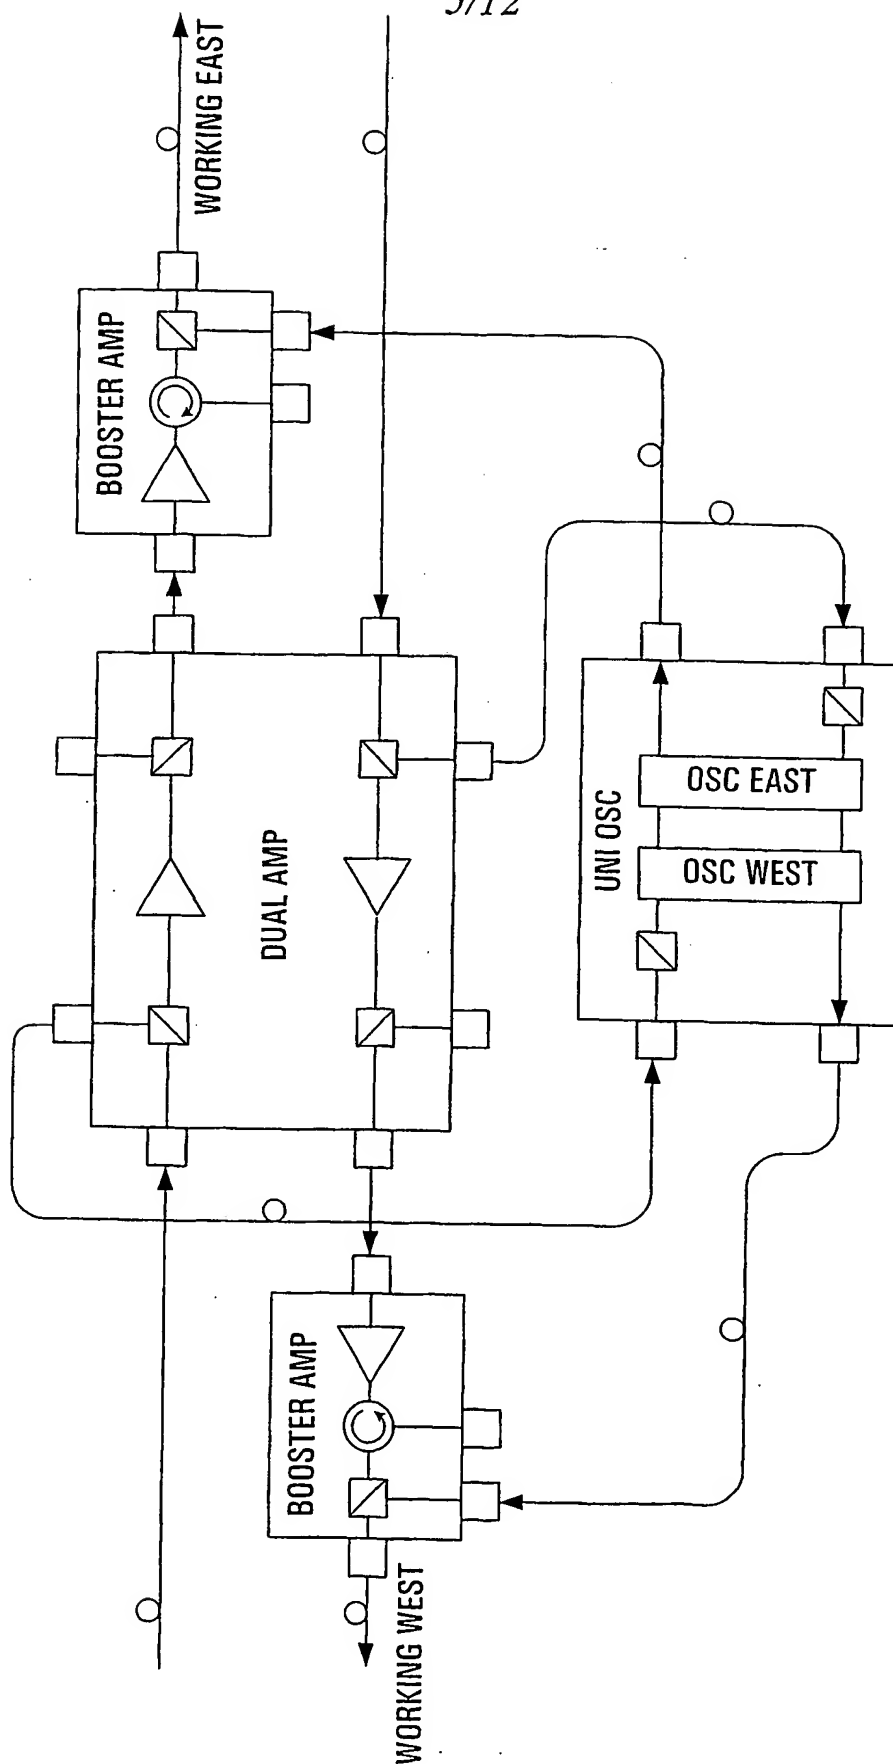 WORKING EAST
BOOSTER AMP
DUAL AMP
OSC EAST
UNI OSC
OSC WEST
BOOSTER AMP
WORKING WEST